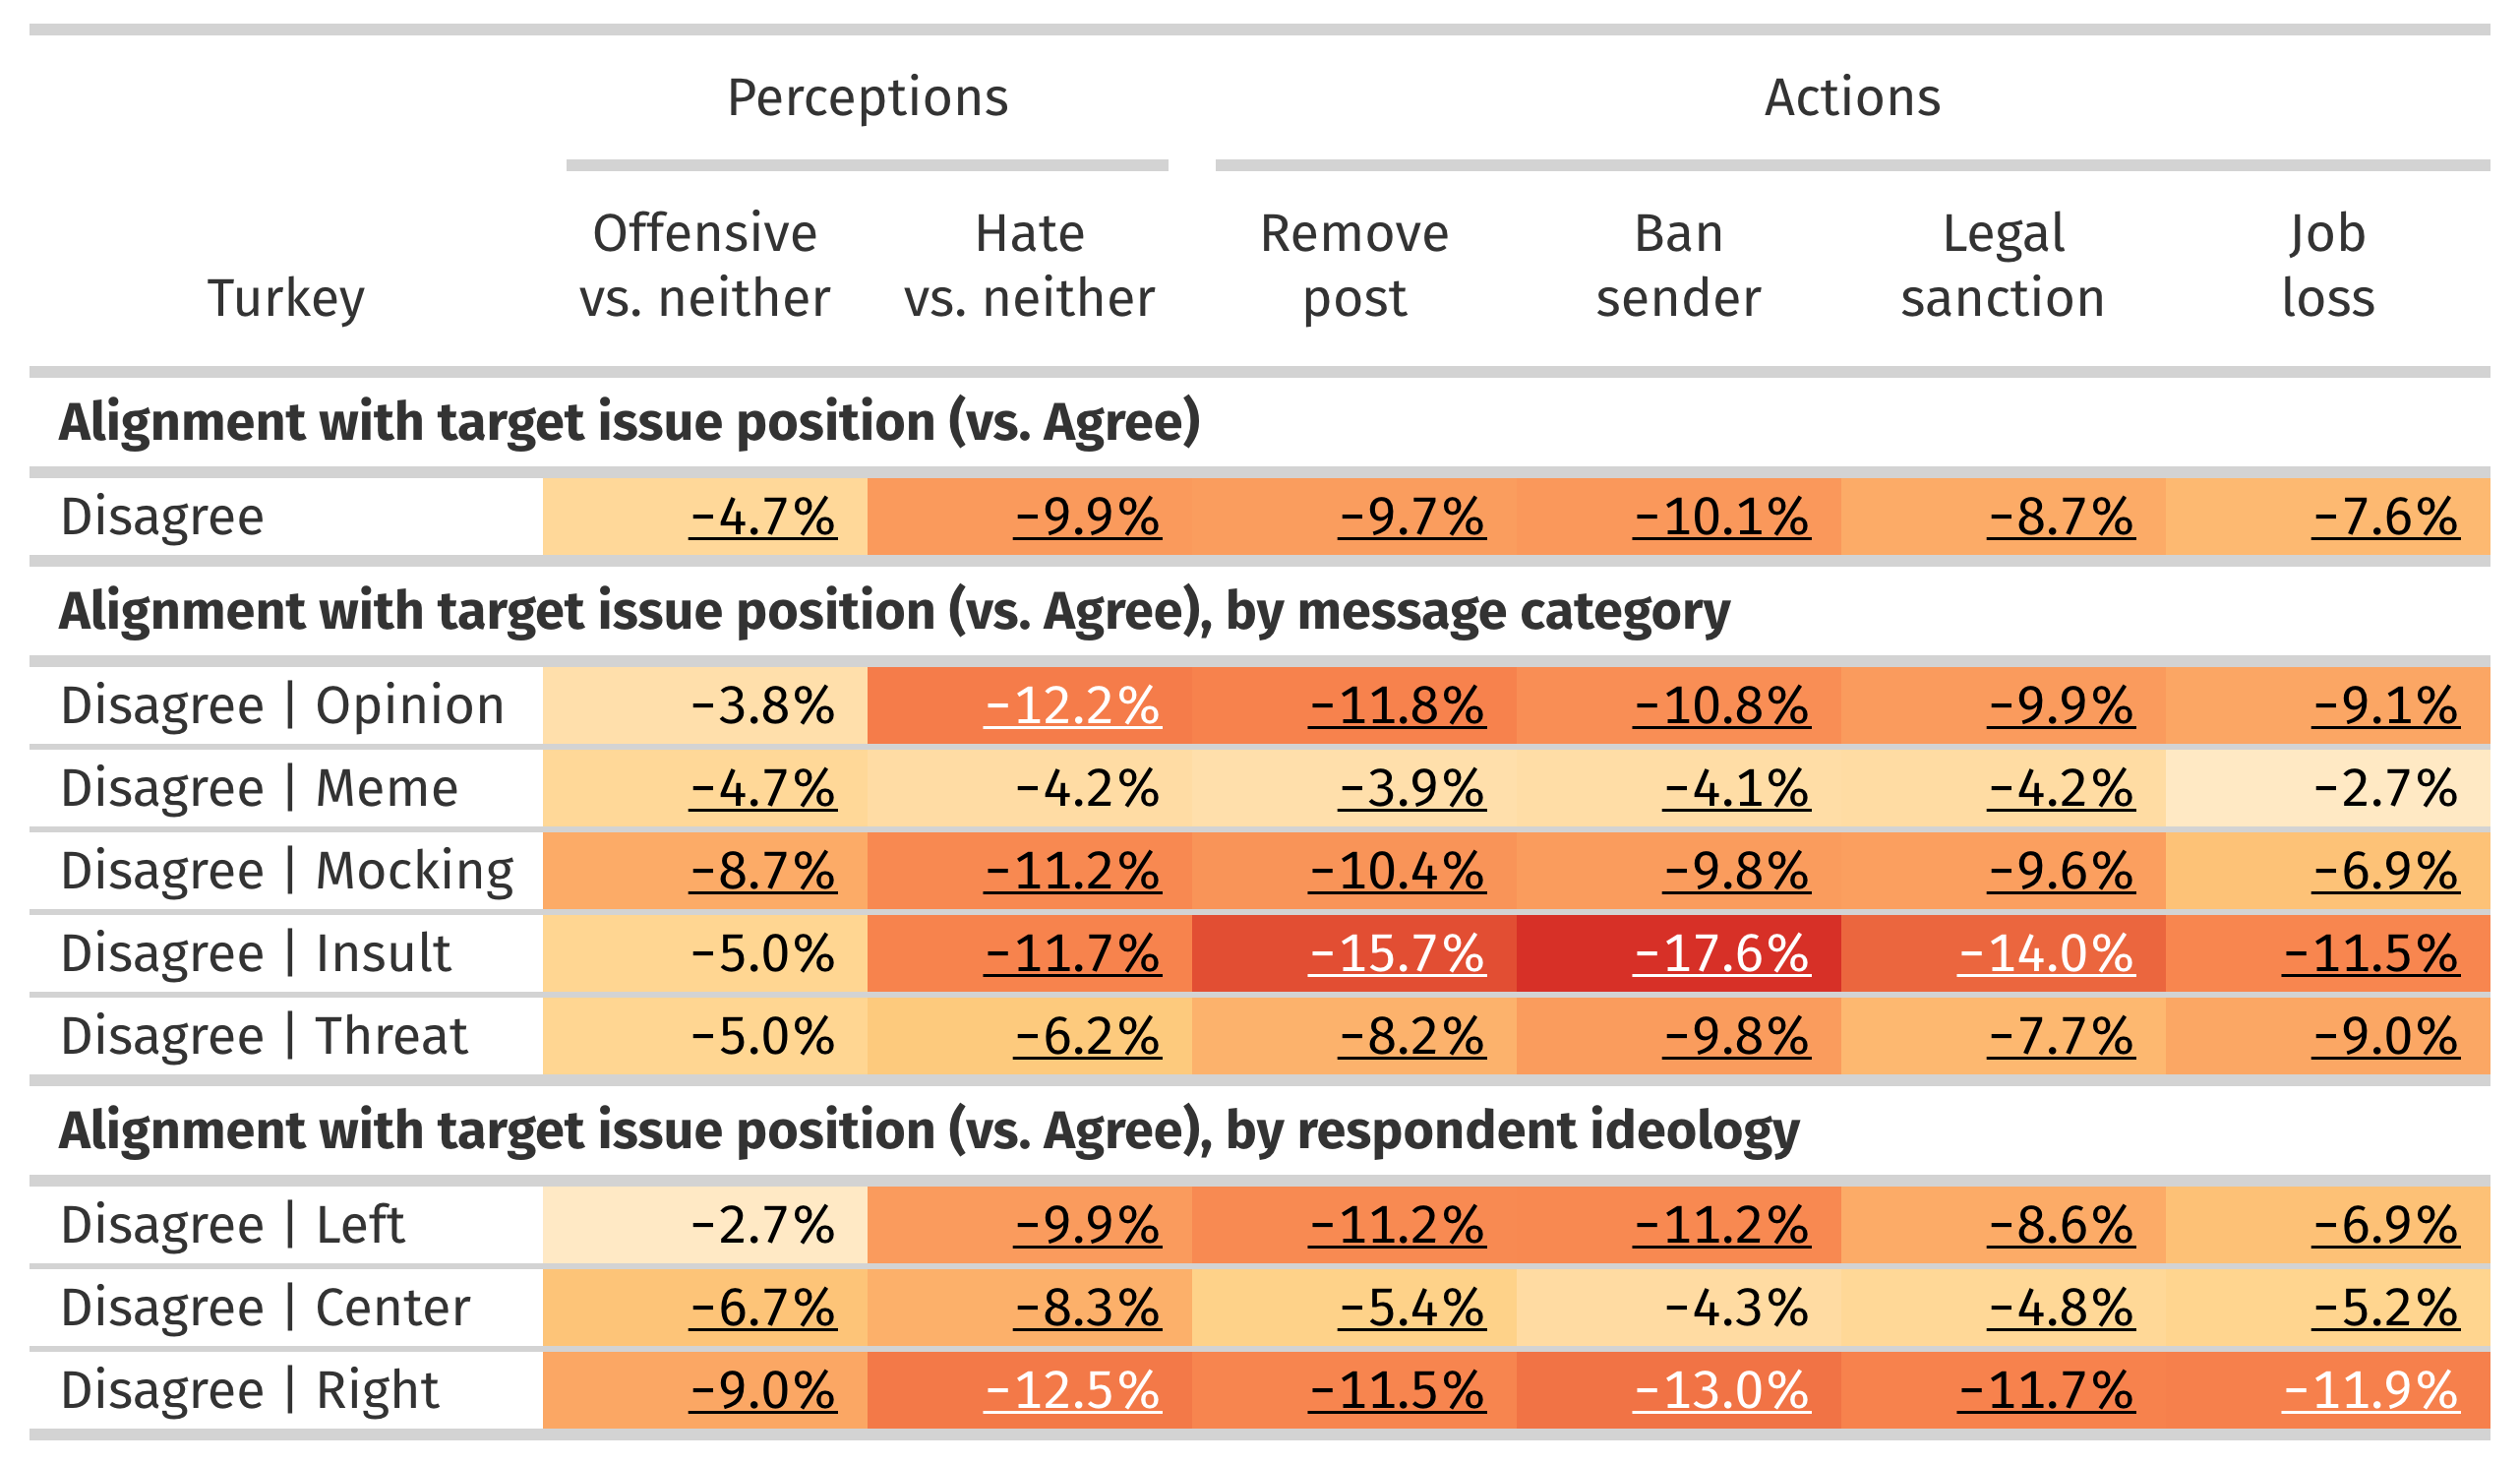 Perceptions Actions
Offensive Hate Remove Ban Legal Job
Turkey vs. neither vs. neither post sender sanction loss
Alignment with target issue position (vs. Agree)
Disagree −4.7% −9.9% −9.7% −10.1% −8.7% −7.6%
Alignment with target issue position (vs. Agree), by message category
Disagree | Opinion −3.8% −12.2% −11.8% −10.8% −9.9% −9.1%
Disagree | Meme −4.7% −4.2% −3.9% −4.1% −4.2% −2.7%
Disagree | Mocking −8.7% −11.2% −10.4% −9.8% −9.6% −6.9%
Disagree | Insult −5.0% −11.7% −15.7% −17.6% −14.0% −11.5%
Disagree | Threat −5.0% −6.2% −8.2% −9.8% −7.7% −9.0%
Alignment with target issue position (vs. Agree), by respondent ideology
Disagree | Left −2.7% −9.9% −11.2% −11.2% −8.6% −6.9%
Disagree | Center −6.7% −8.3% −5.4% −4.3% −4.8% −5.2%
Disagree | Right −9.0% −12.5% −11.5% −13.0% −11.7% −11.9%